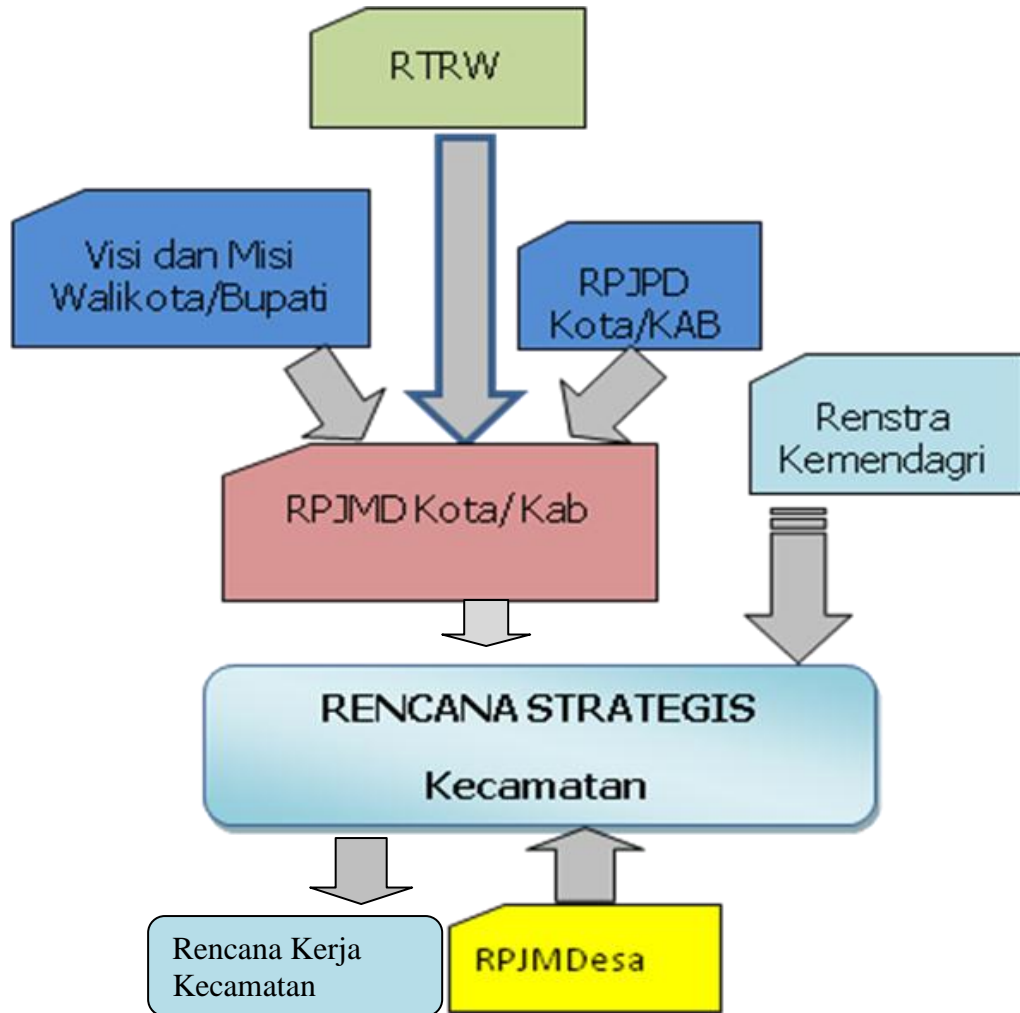 RTRW
Visi dan Misi
Walikota/Bupati
RPJPD
Kota/KAB
Renstra
Kemendagri
RPJMD Kota/ Kab
RENCANA STRATEGIS
Kecamatan
Rencana Kerja
Kecamatan
RPJMDesa